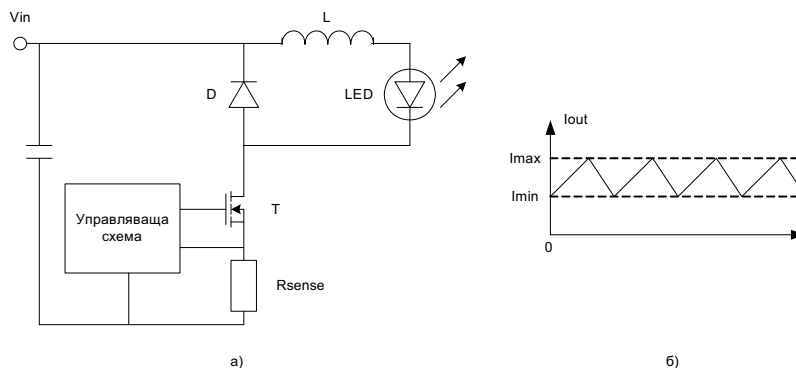 Vin
L
D
LED
Управляваща
схема
T
Rsense
а)
Iout
Imax
Imin
0
б)